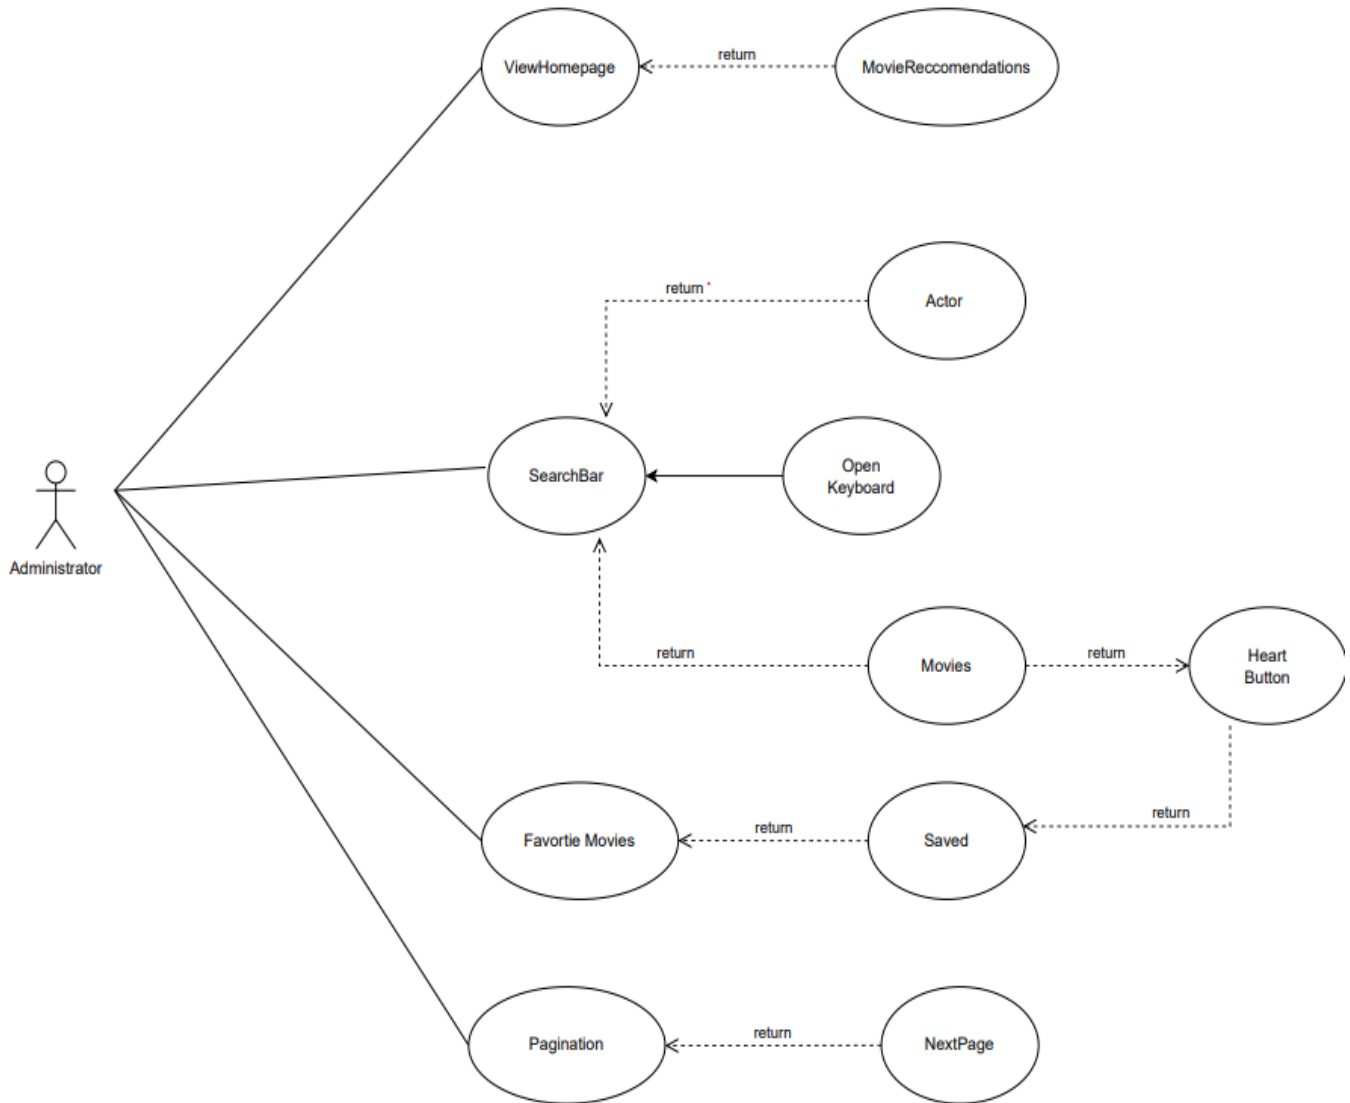 ViewHomepage
return
MovieReccomendations
return
Actor
SearchBar
Open
Keyboard
Administrator
return
Movies
return
Heart
Button
Favortie Movies
return
Saved
return
Pagination
return
NextPage